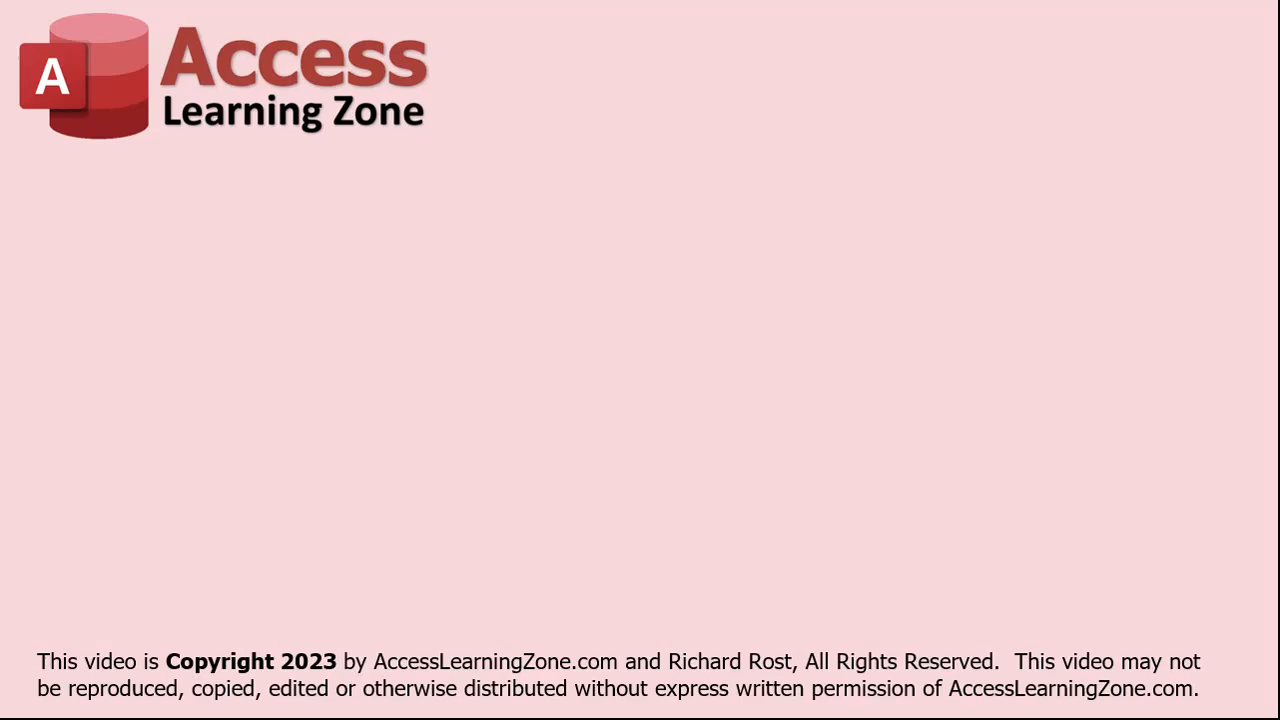 A
Access
Learning Zone
This video is Copyright 2023 by AccessLearningZone.com and Richard Rost, All Rights Reserved.  This video may not
be reproduced, copied, edited or otherwise distributed without express written permission of AccessLearningZone.com.